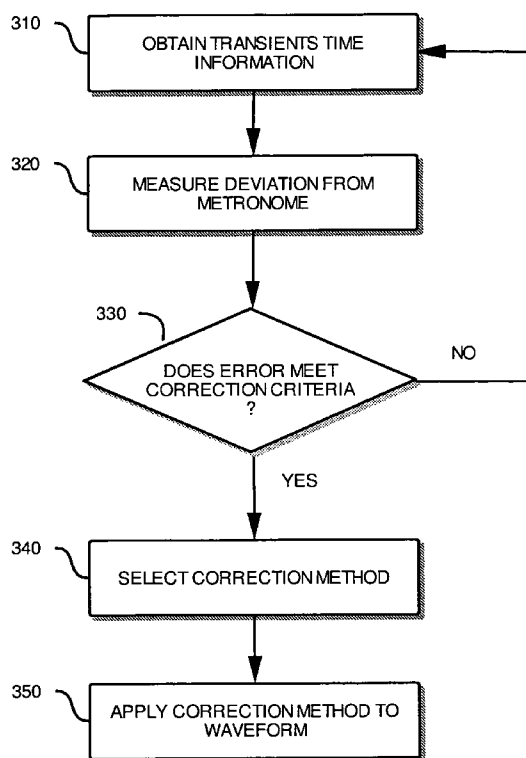 310
OBTAIN TRANSIENTS TIME
INFORMATION
320
MEASURE DEVIATION FROM
METRONOME
330
DOES ERROR MEET
CORRECTION CRITERIA
?
NO
YES
340
SELECT CORRECTION METHOD
350
APPLY CORRECTION METHOD TO
WAVEFORM